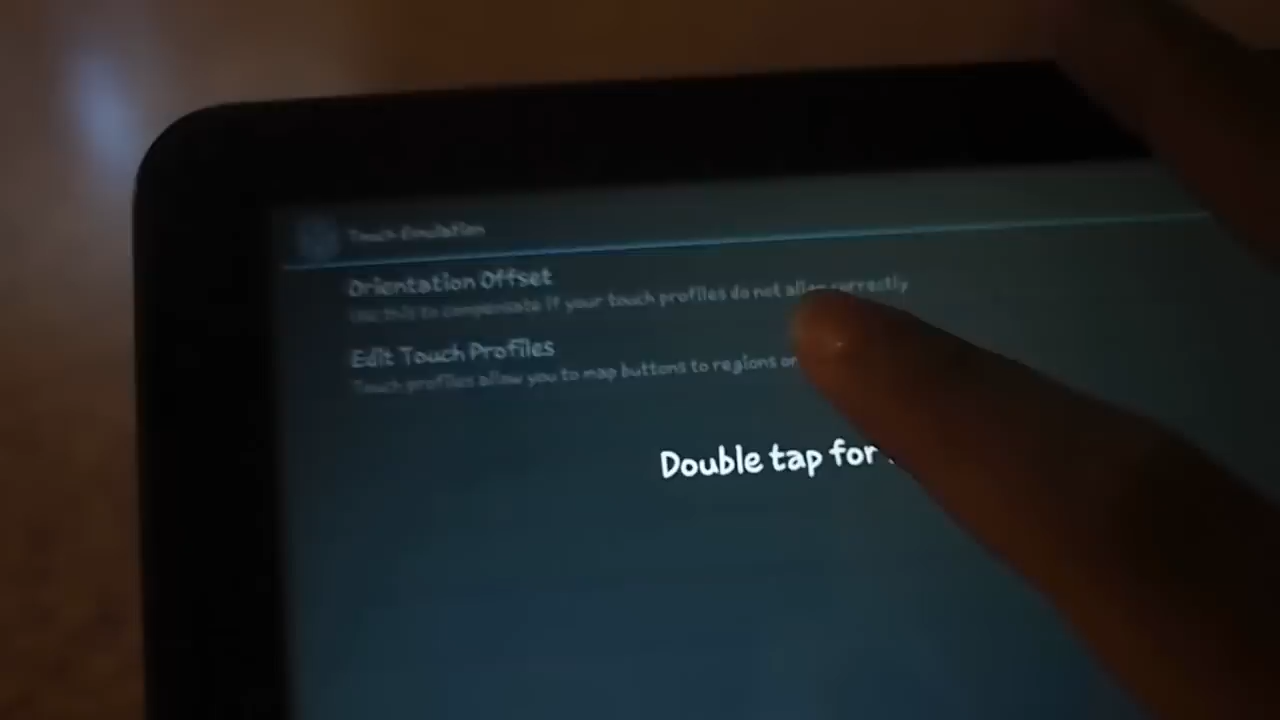 Touch Emulation
Orientation Offset
Use this to compensate if your touch profiles do not align correctly
Edit Touch Profiles
Touch profiles allow you to map buttons to regions on
Double tap for